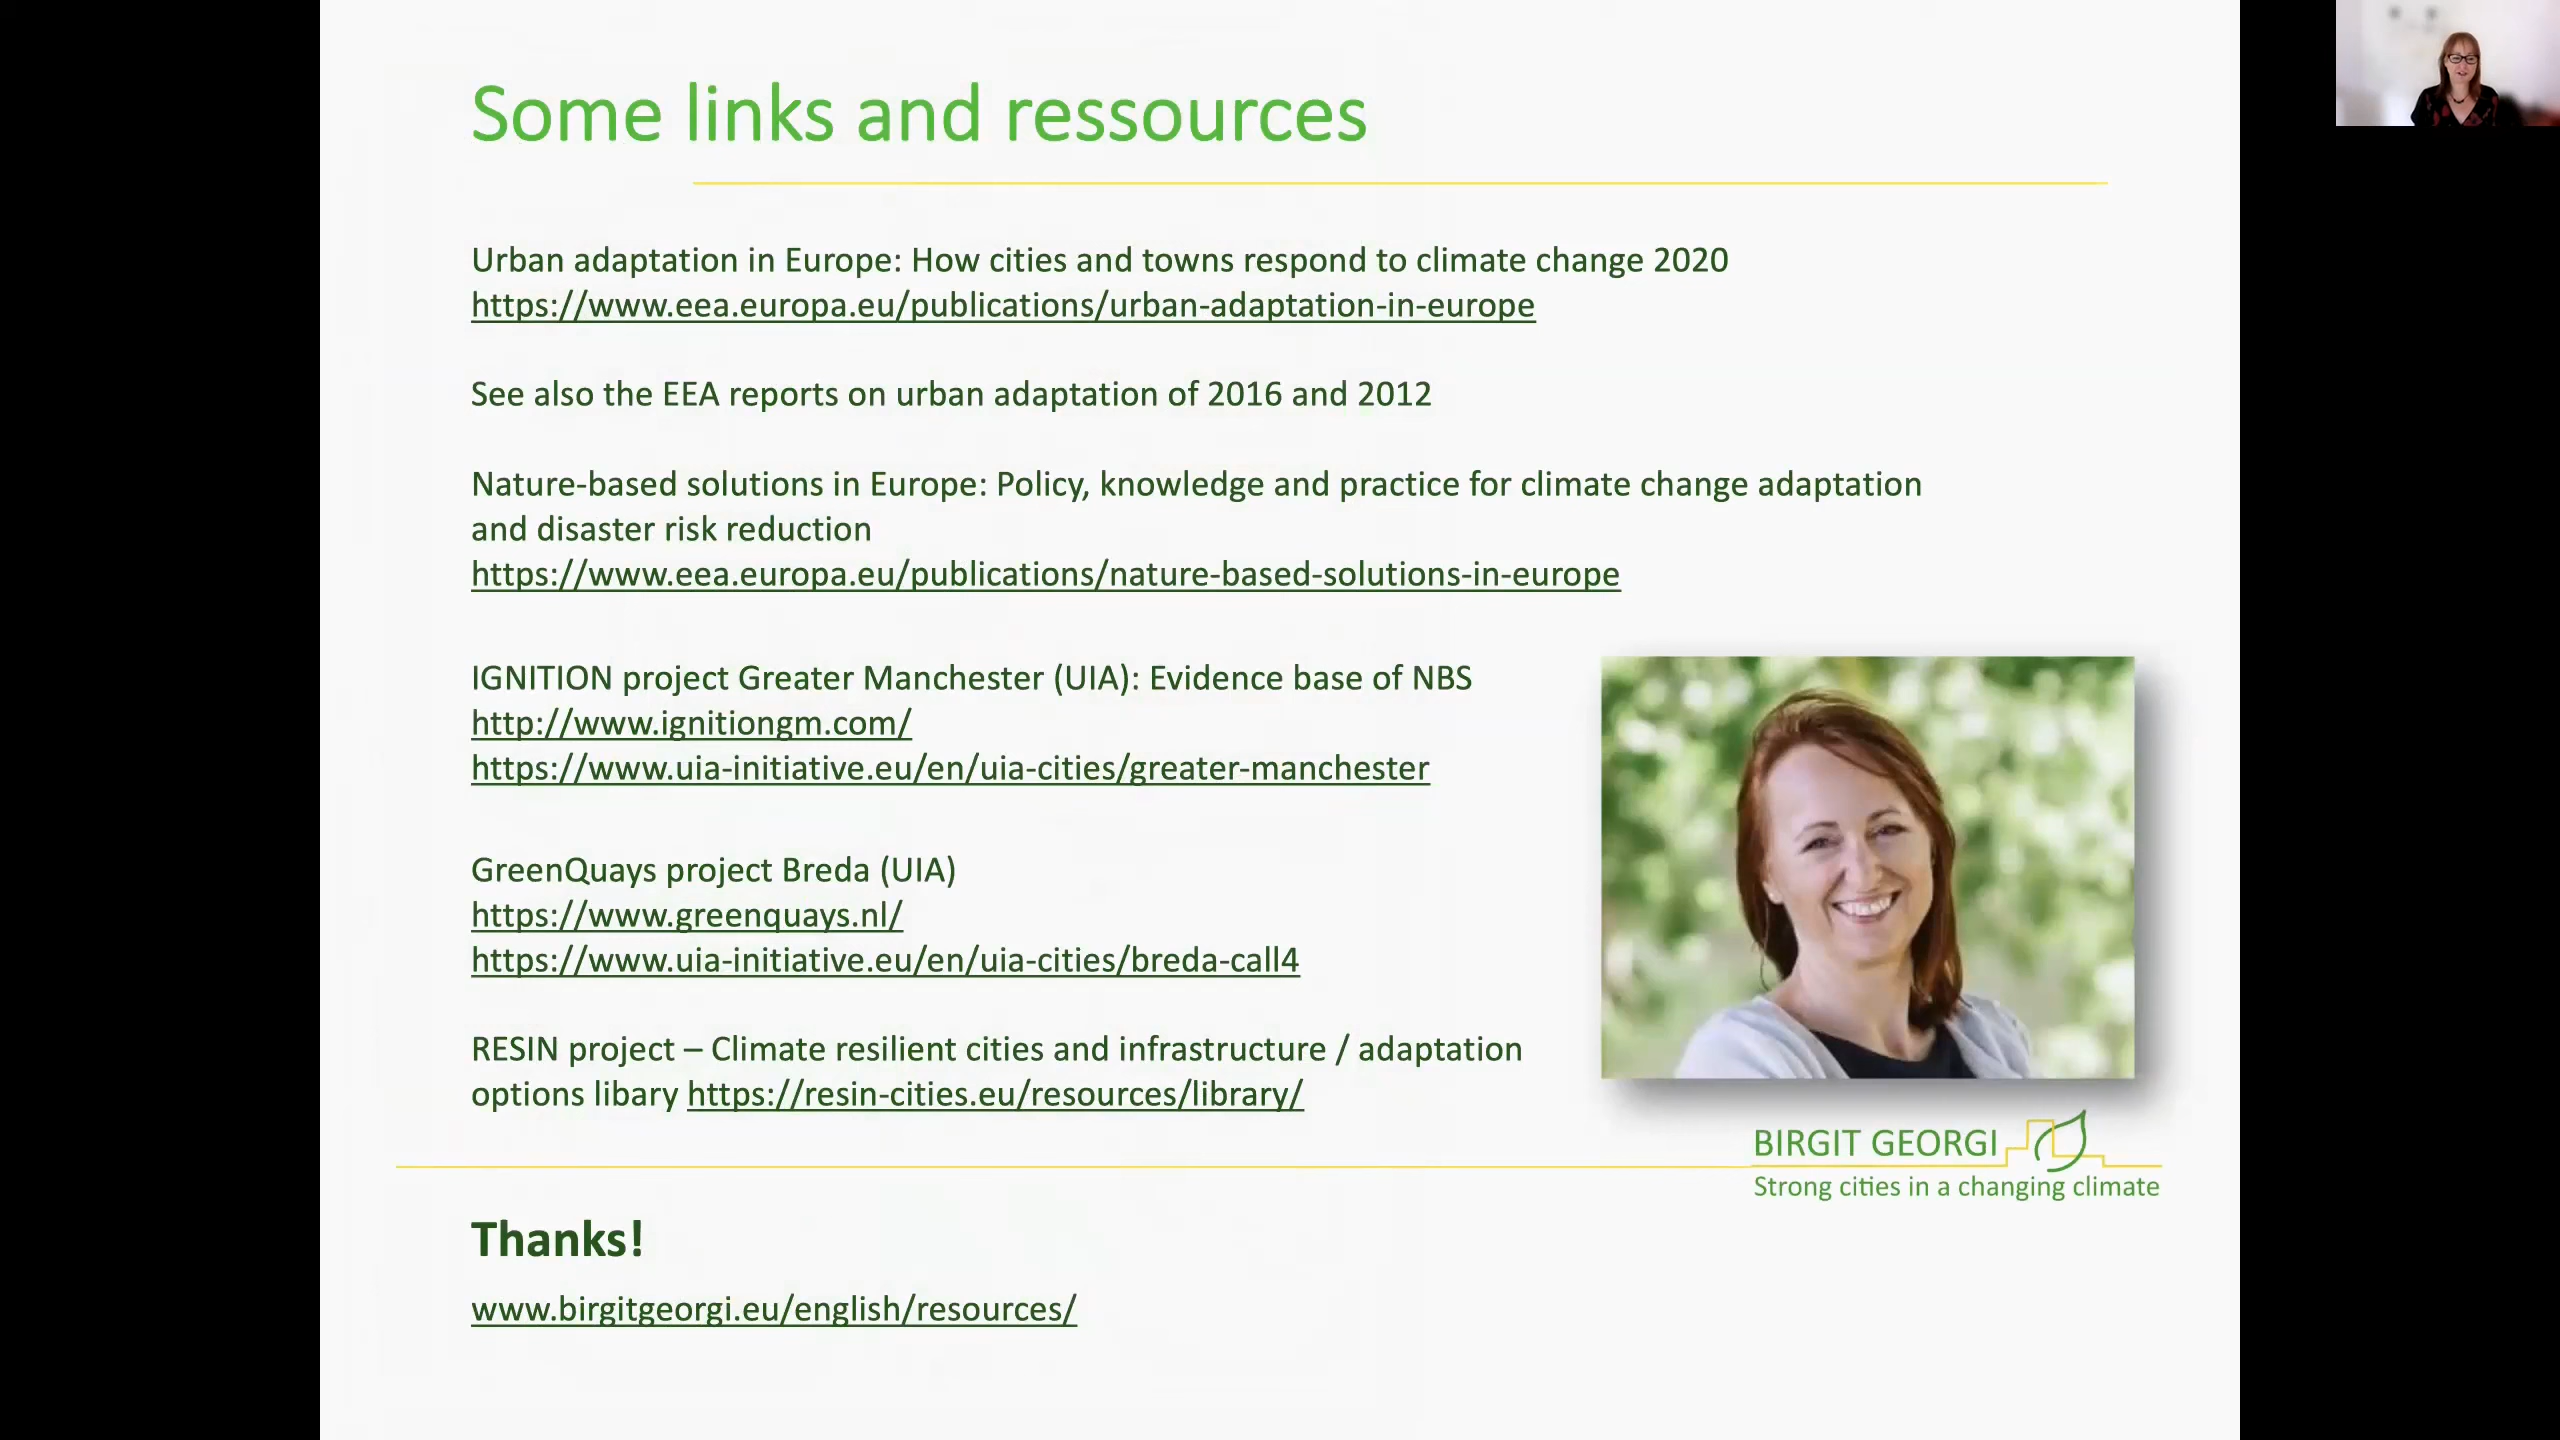 Some links and ressources
Urban adaptation in Europe: How cities and towns respond to climate change 2020
https://www.eea.europa.eu/publications/urban-adaptation-in-europe
See also the EEA reports on urban adaptation of 2016 and 2012
Nature-based solutions in Europe: Policy, knowledge and practice for climate change adaptation
and disaster risk reduction
https://www.eea.europa.eu/publications/nature-based-solutions-in-europe
IGNITION project Greater Manchester (UIA): Evidence base of NBS
http://www.ignitiongm.com/
https://www.uia-initiative.eu/en/uia-cities/greater-manchester
GreenQuays project Breda (UIA)
https://www.greenquays.nl/
https://www.uia-initiative.eu/en/uia-cities/breda-call4
RESIN project – Climate resilient cities and infrastructure / adaptation
options libary https://resin-cities.eu/resources/library/
BIRGIT GEORGI
Strong cities in a changing climate
Thanks!
www.birgitgeorgi.eu/english/resources/